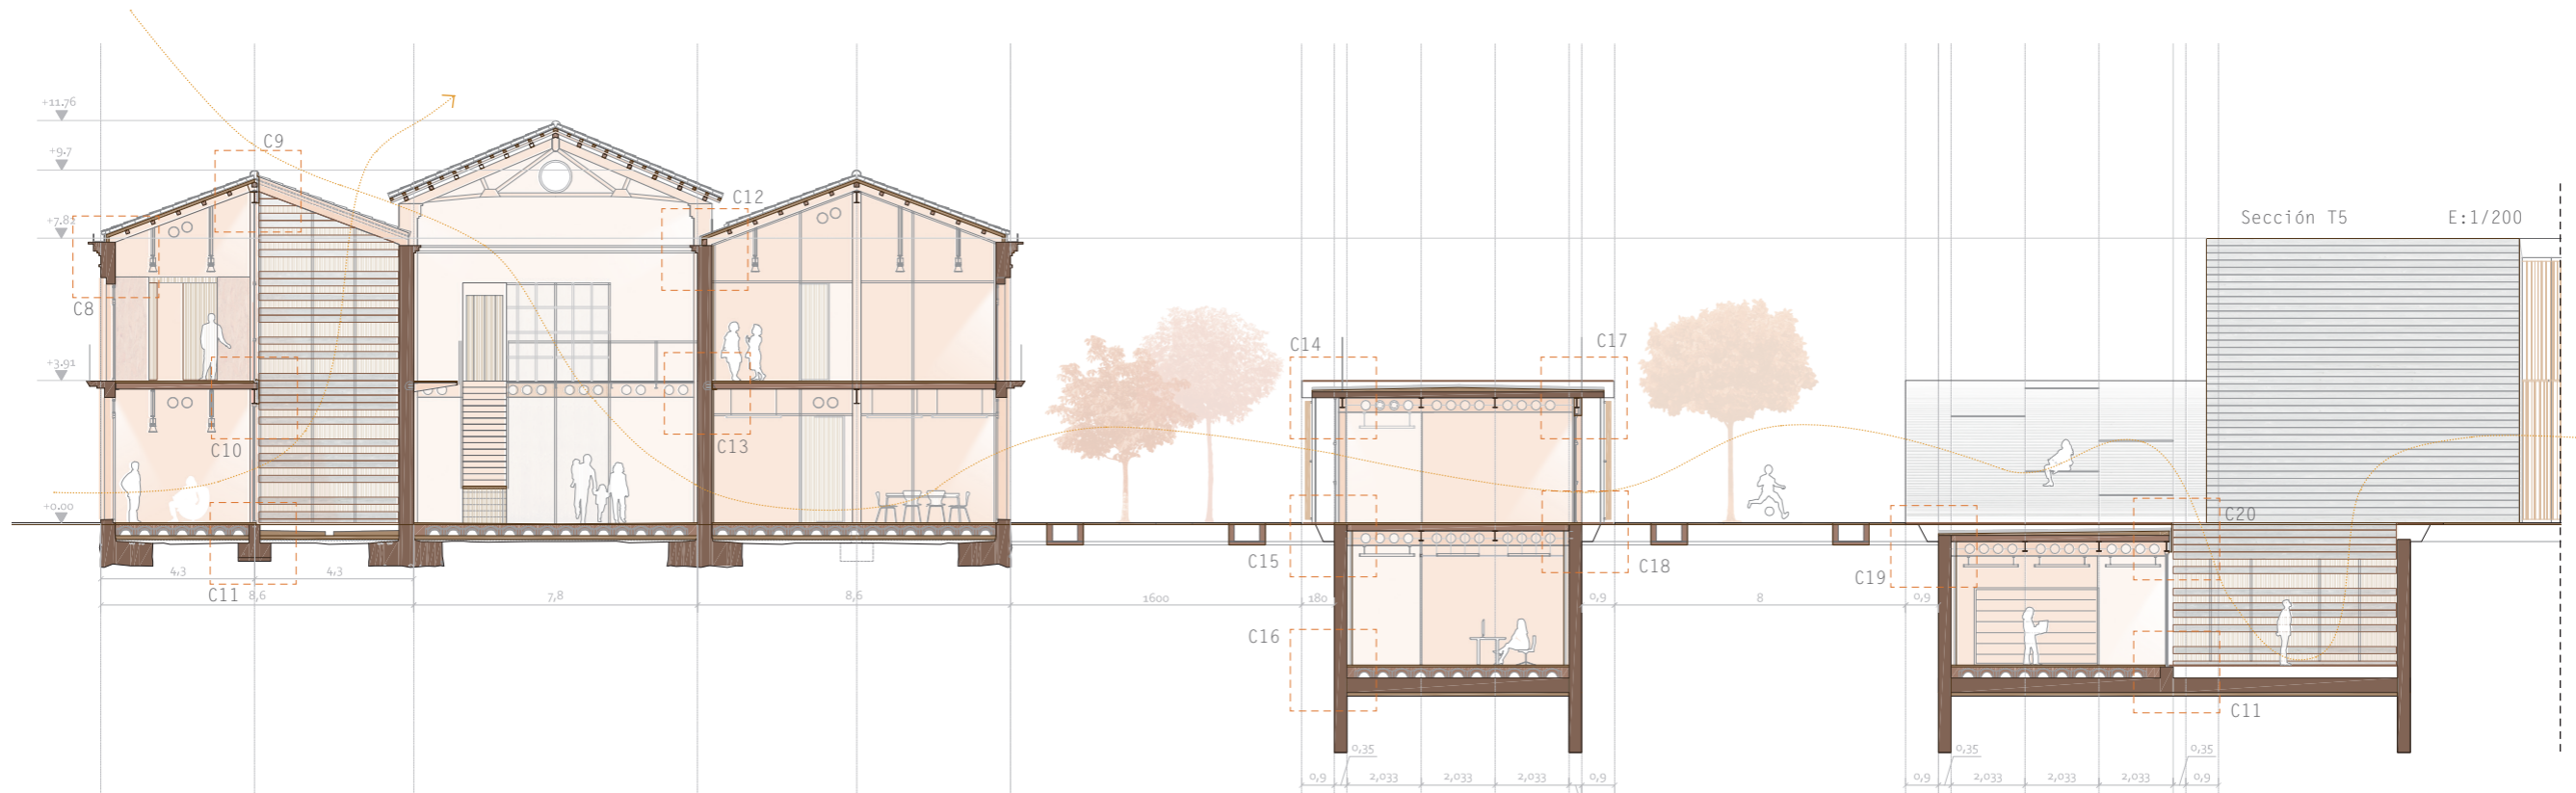 +11.76
+9.7
+7.82
+3.91
+0.00
C9
C12
C8
C10
C13
C11
C14
C17
C15
C18
C16
C19
C20
C11
Sección T5 E:1/200
4,3 4,3
8,6 7,8 8,6 1600 180 0,9 8 0,9
0,35 0,35 0,35
0,9 2,033 2,033 2,033 0,9 0,9 2,033 2,033 2,033 0,9